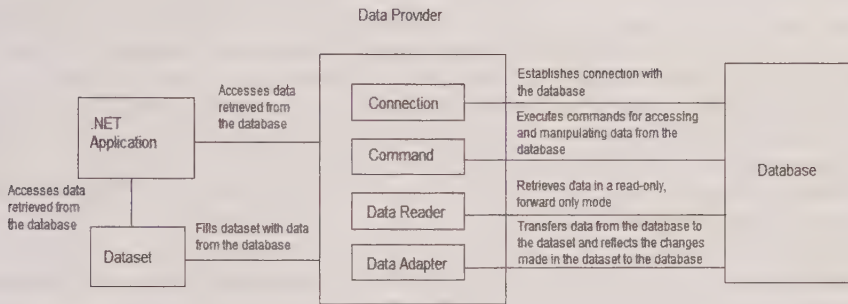 Data Provider
.NET
Application
Accesses data
retrieved from
the database
Accesses data
retrieved from
the database
Dataset
Fills dataset with data
from the database
Connection
Command
Data Reader
Data Adapter
Establishes connection with
the database
Executes commands for accessing
and manipulating data from the
database
Retrieves data in a read-only,
forward only mode
Transfers data from the database to
the dataset and reflects the changes
made in the dataset to the database
Database